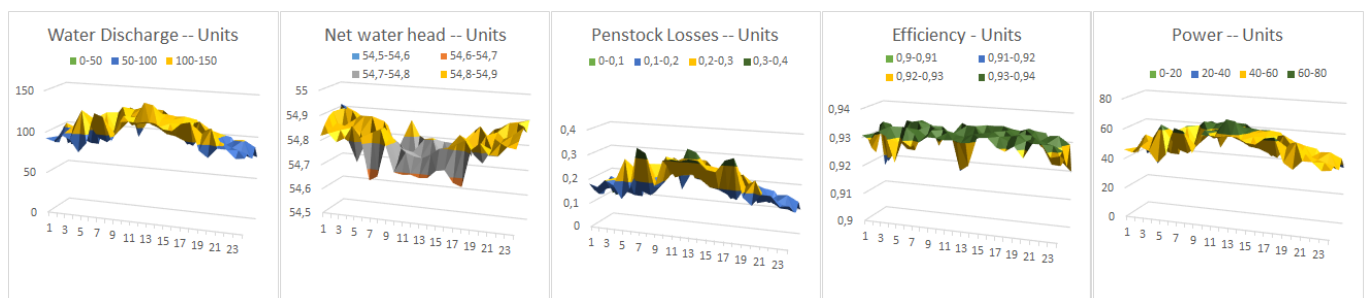 Water Discharge -- Units
0-50 50-100 100-150
150
100
50
0
1 3 5 7 9 11 13 15 17 19 21 23
Net water head -- Units
54,5-54,6 54,6-54,7
54,7-54,8 54,8-54,9
55
54,9
54,8
54,7
54,6
54,5
1 3 5 7 9 11 13 15 17 19 21 23
Penstock Losses -- Units
0-0,1 0,1-0,2 0,2-0,3 0,3-0,4
0,4
0,3
0,2
0,1
0
1 3 5 7 9 11 13 15 17 19 21 23
Efficiency - Units
0,9-0,91 0,91-0,92
0,92-0,93 0,93-0,94
0,94
0,93
0,92
0,91
0,9
1 3 5 7 9 11 13 15 17 19 21 23
Power -- Units
0-20 20-40 40-60 60-80
80
60
40
20
0
1 3 5 7 9 11 13 15 17 19 21 23